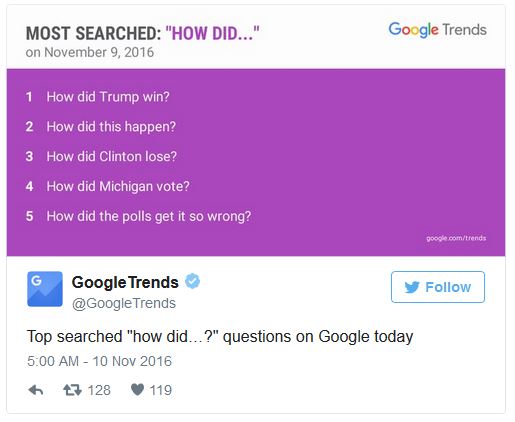 MOST SEARCHED: "HOW DID..."
Google Trends
on November 9, 2016
1 How did Trump win?
2 How did this happen?
3 How did Clinton lose?
4 How did Michigan vote?
5 How did the polls get it so wrong?
google.com/trends
G
GoogleTrends
@GoogleTrends
Follow
Top searched "how did...?" questions on Google today
5:00 AM - 10 Nov 2016
128 119